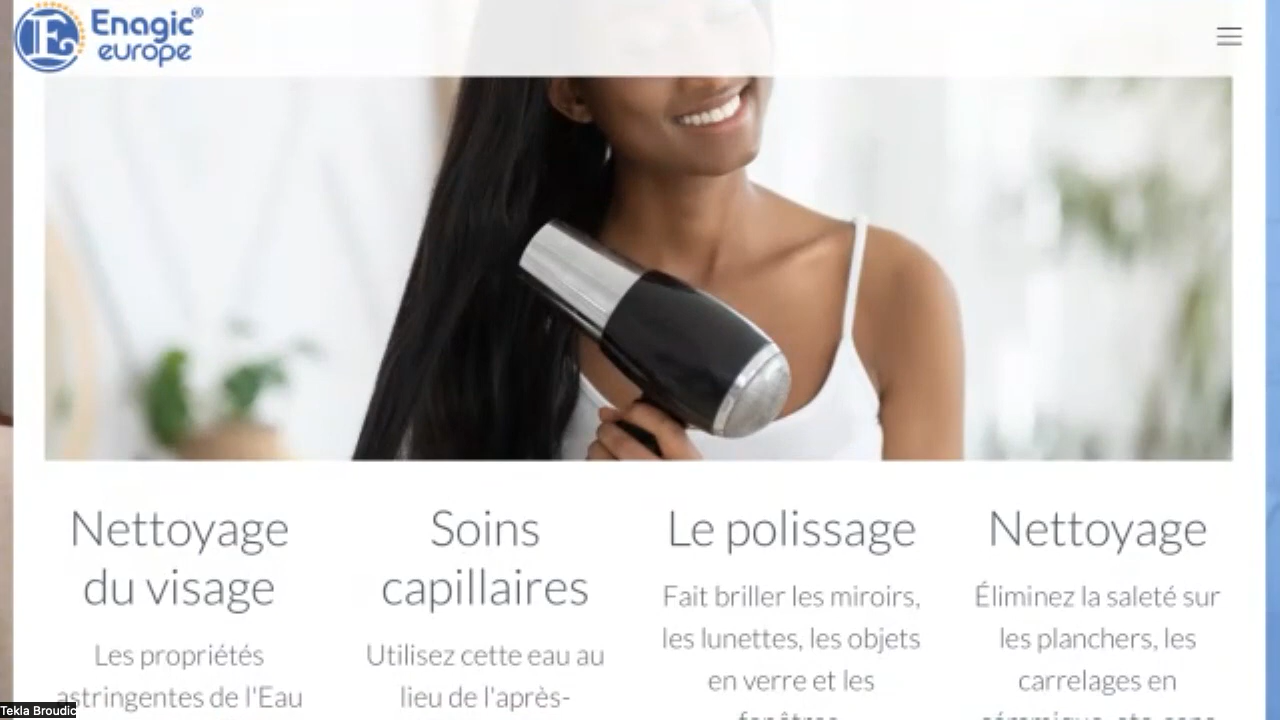 Enagic®
europe
Nettoyage
du visage
Les propriétés
astringentes de l'Eau
Soins
capillaires
Utilisez cette eau au
lieu de l'après-
Le polissage
Fait briller les miroirs,
les lunettes, les objets
en verre et les
fenêtres
Nettoyage
Éliminez la saleté sur
les planchers, les
carrelages en
Tekla Broudic